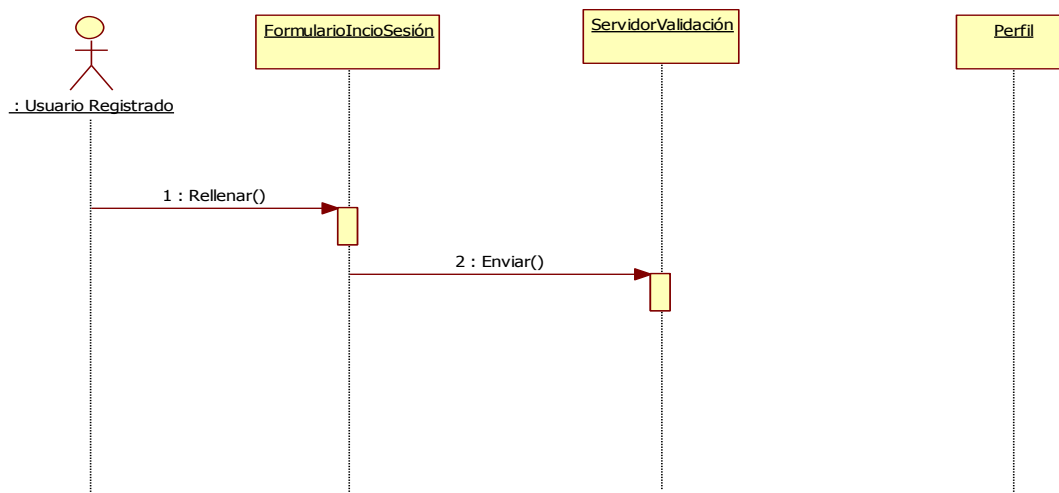 FormularioIncioSesión
ServidorValidación
Perfil
: Usuario Registrado
1 : Rellenar()
2 : Enviar()